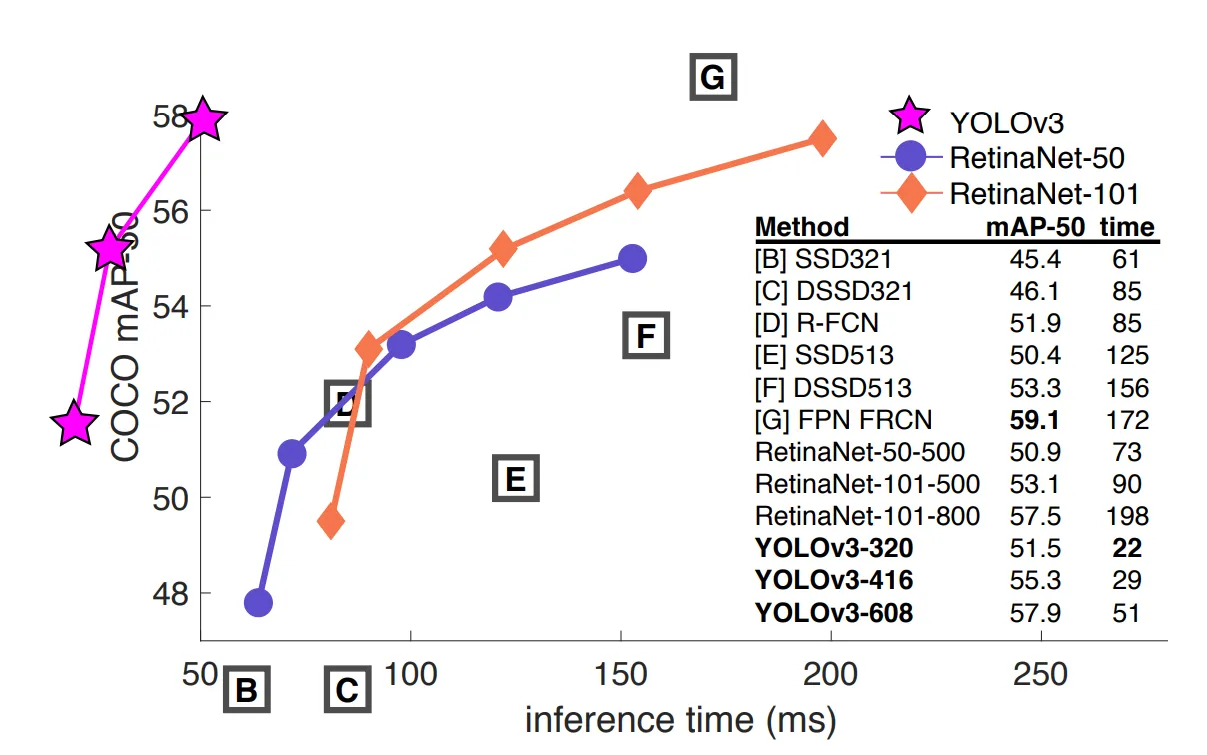 G
58
YOLOv3
RetinaNet-50
RetinaNet-101
56
COCO mAP-50
Method mAP-50 time
[B] SSD321 45.4 61
[C] DSSD321 46.1 85
[D] R-FCN 51.9 85
[E] SSD513 50.4 125
[F] DSSD513 53.3 156
[G] FPN FRCN 59.1 172
RetinaNet-50-500 50.9 73
RetinaNet-101-500 53.1 90
RetinaNet-101-800 57.5 198
YOLOv3-320 51.5 22
YOLOv3-416 55.3 29
YOLOv3-608 57.9 51
54
F
52
D
E
50
48
50 100 150 200 250
B C
inference time (ms)